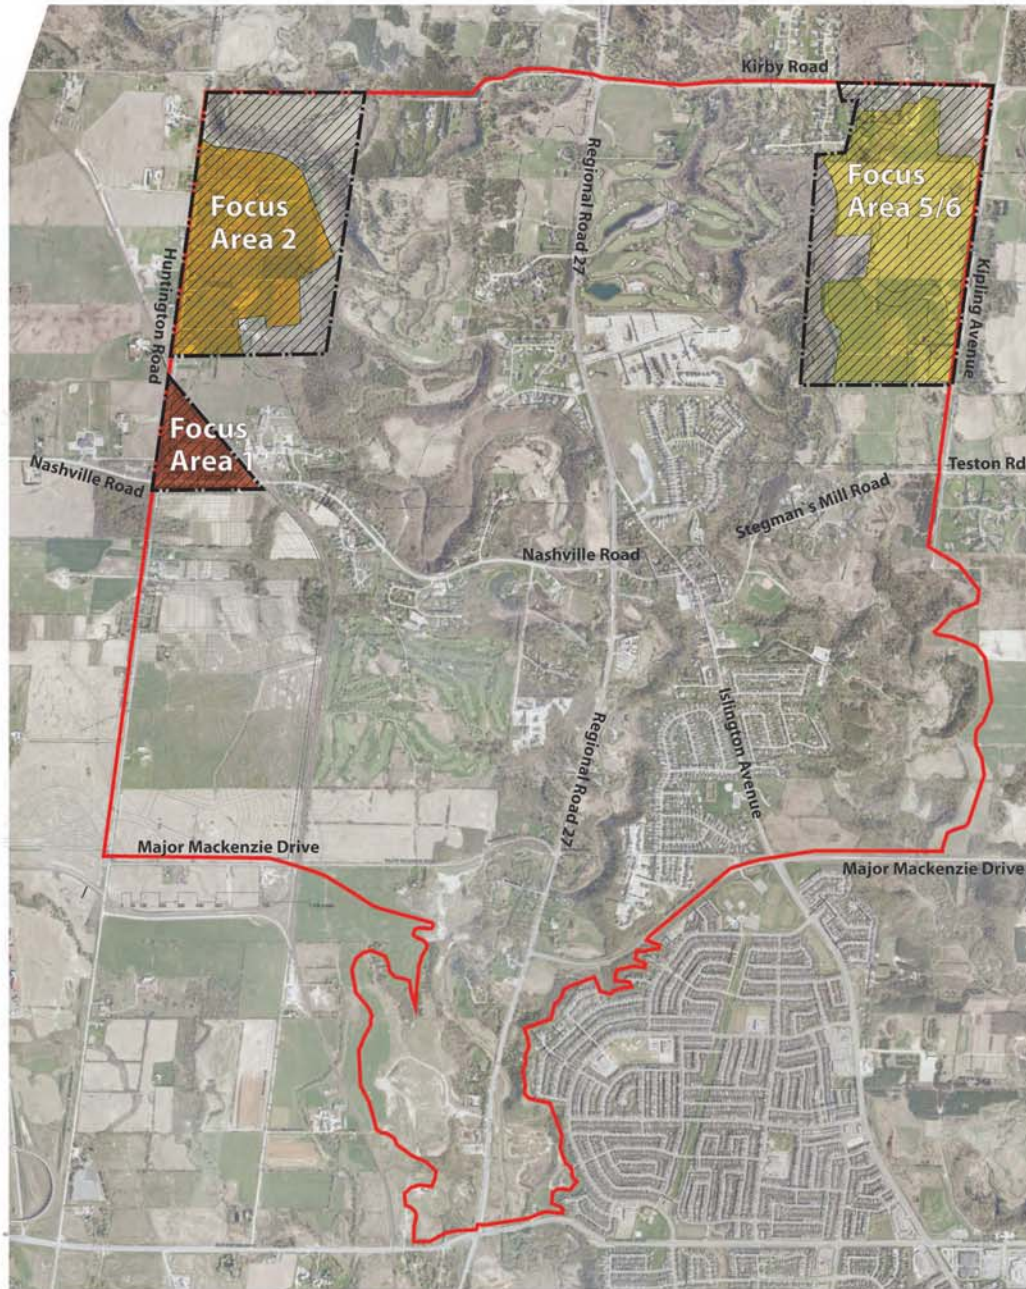 Kirby Road
Focus
Area 2
Regional Road 27
Focus
Area 5/6
Huntington Road
Kipling Avenue
Focus
Area 1
Nashville Road
Teston Rd
Stegman`s Mill Road
Nashville Road
Islington Avenue
Regional Road 27
Major Mackenzie Drive
Major Mackenzie Drive